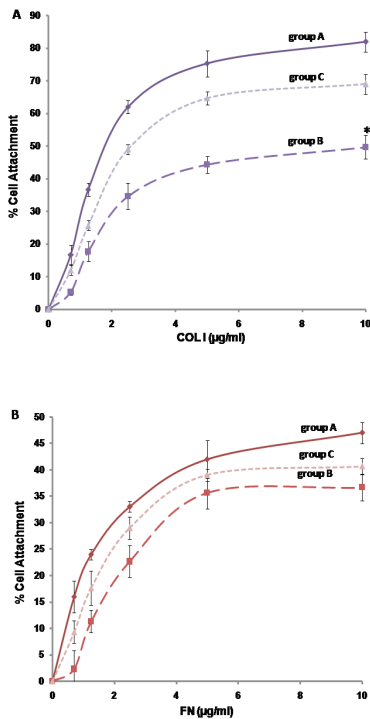 A
90
80
70
60
50
40
30
20
10
0
% Cell Attachment
group A
group C
group B
*
0 2 4 6 8 10
COL I (µg/ml)
B
50
45
40
35
30
25
20
15
10
5
0
% Cell Attachment
group A
group C
group B
0 2 4 6 8 10
FN (µg/ml)